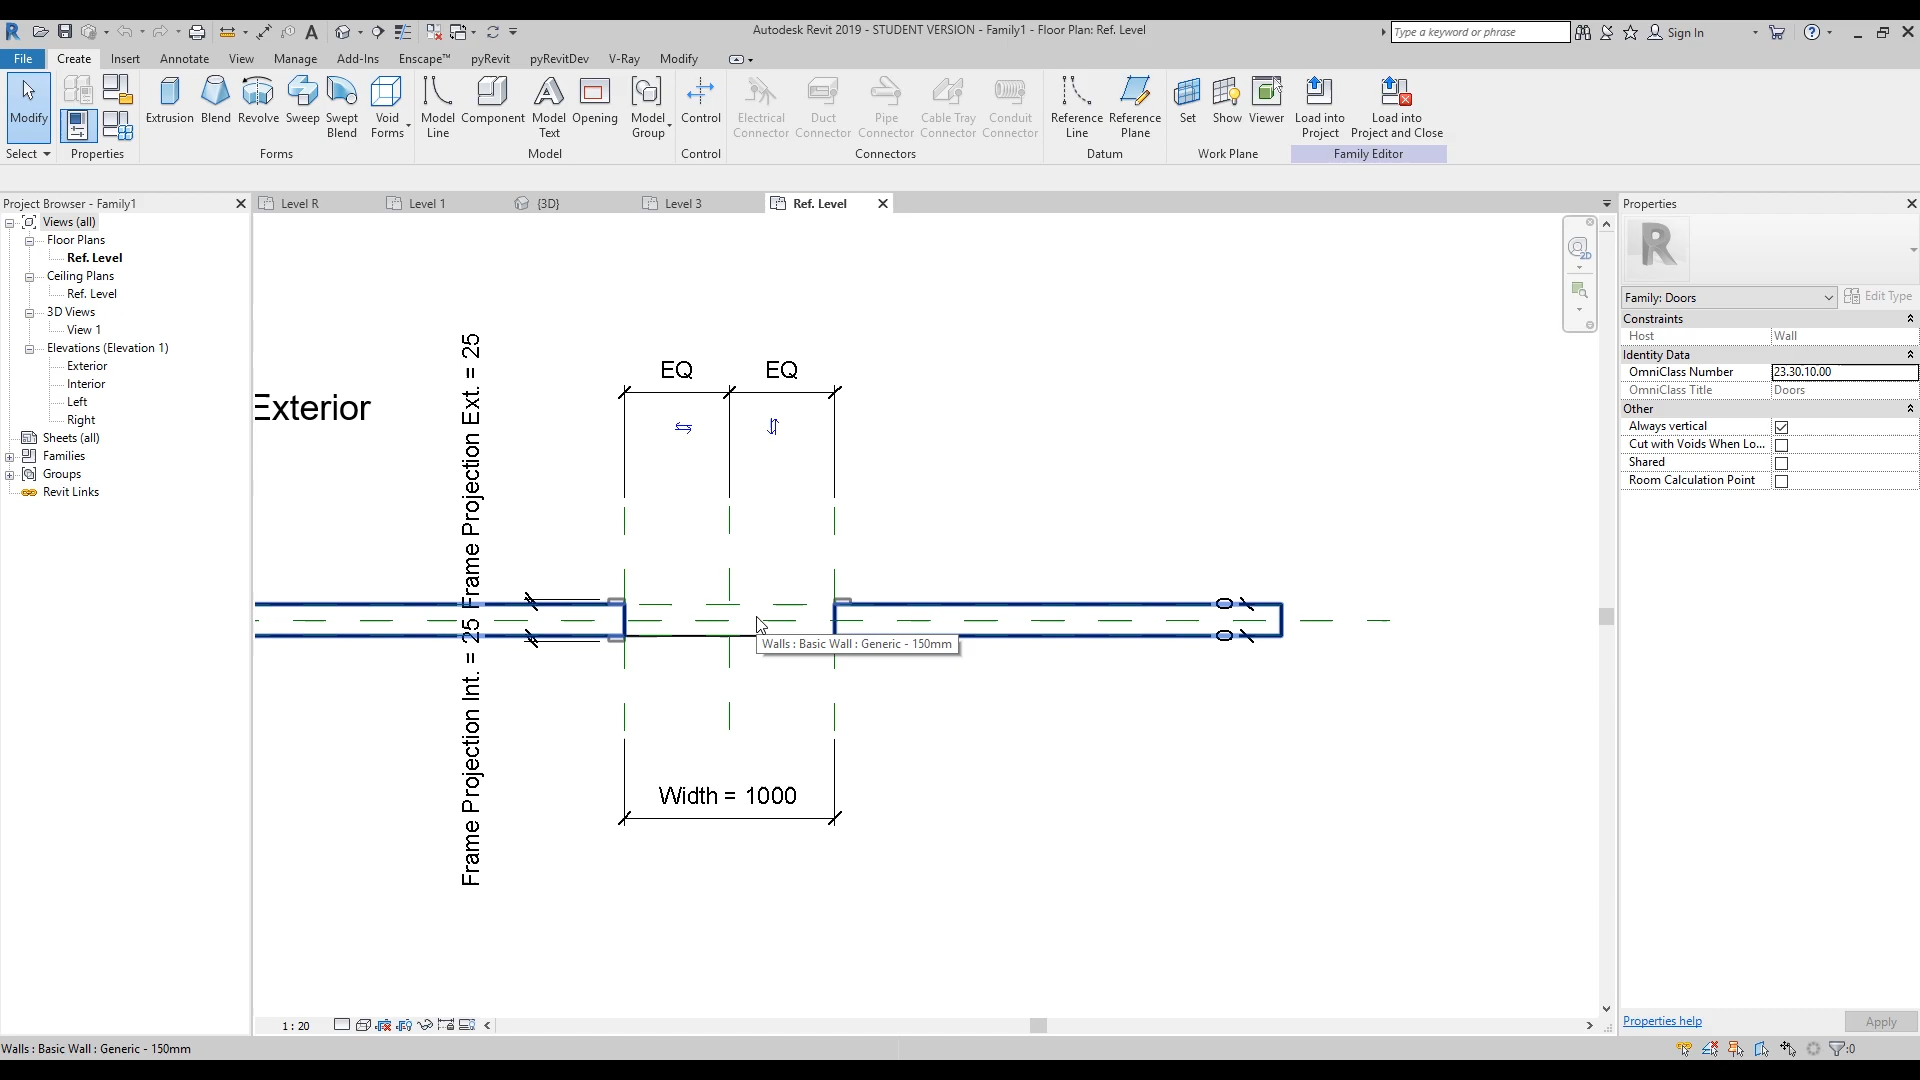 Autodesk Revit 2019 - STUDENT VERSION - Family1 - Floor Plan: Ref. Level
Type a keyword or phrase
Sign In
File
Create
Insert
Annotate
View
Manage
Add-Ins
Enscape™
pyRevit
pyRevitDev
V-Ray
Modify
Modify
Extrusion
Blend
Revolve
Sweep
Swept
Blend
Void
Forms
Model
Line
Component
Model
Text
Opening
Model
Group
Control
Electrical
Connector
Duct
Connector
Pipe
Connector
Cable Tray
Connector
Conduit
Connector
Reference
Line
Reference
Plane
Set
Show
Viewer
Load into
Project
Load into
Project and Close
Select
Properties
Forms
Model
Control
Connectors
Datum
Work Plane
Family Editor
Project Browser - Family1
Views (all)
Floor Plans
Ref. Level
Ceiling Plans
Ref. Level
3D Views
View 1
Elevations (Elevation 1)
Exterior
Interior
Left
Right
Sheets (all)
Families
Groups
Revit Links
Level R
Level 1
{3D}
Level 3
Ref. Level
2D
Exterior
EQ
EQ
Frame Projection Ext. = 25
Frame Projection Int. = 25
Width = 1000
Walls : Basic Wall : Generic - 150mm
1 : 20
Properties
R
Family: Doors
Edit Type
Constraints
Host
Wall
Identity Data
OmniClass Number
23.30.10.00
OmniClass Title
Doors
Other
Always vertical
Cut with Voids When Lo...
Shared
Room Calculation Point
Properties help
Apply
Walls : Basic Wall : Generic - 150mm
:0